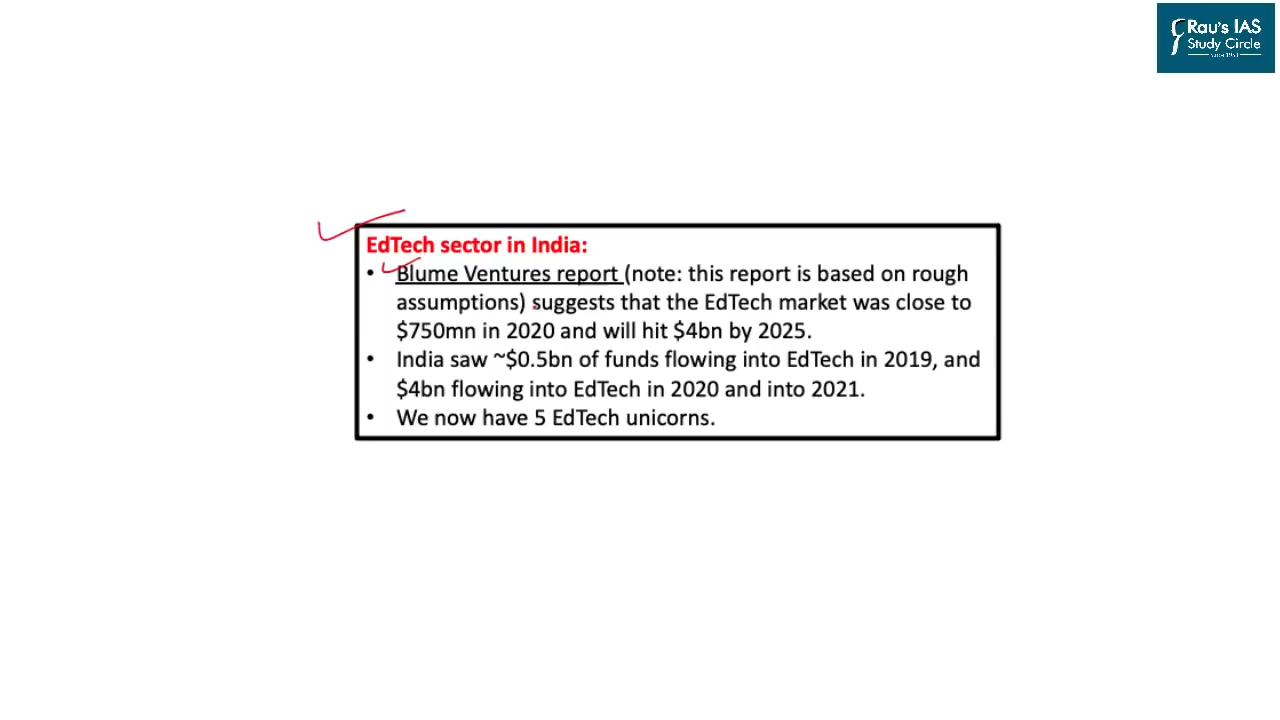 Rau's IAS
Study Circle
since 1953
EdTech sector in India:
• Blume Ventures report (note: this report is based on rough
assumptions) suggests that the EdTech market was close to
$750mn in 2020 and will hit $4bn by 2025.
• India saw ~$0.5bn of funds flowing into EdTech in 2019, and
$4bn flowing into EdTech in 2020 and into 2021.
• We now have 5 EdTech unicorns.